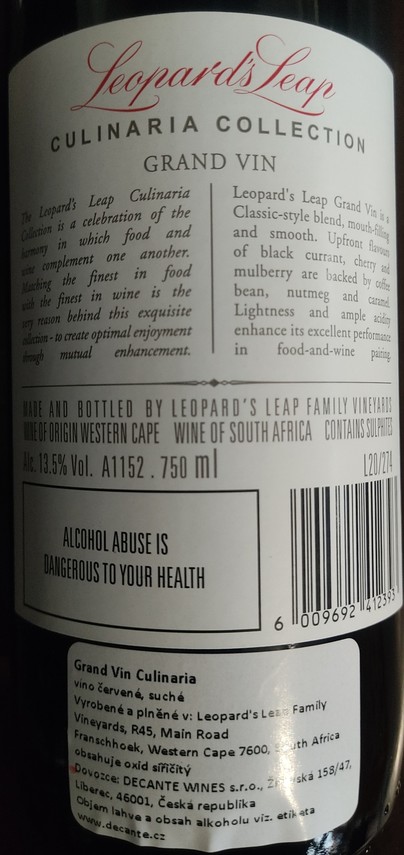 Leopard's Leap
CULINARIA COLLECTION
GRAND VIN
The Leopard's Leap Culinaria
Collection is a celebration of the
harmony in which food and
wine complement one another.
Matching the finest in food
with the finest in wine is the
very reason behind this exquisite
collection - to create optimal enjoyment
through mutual enhancement.
Leopard's Leap Grand Vin is a
Classic-style blend, mouth-filling
and smooth. Upfront flavours
of black currant, cherry and
mulberry are backed by coffee
bean, nutmeg and caramel.
Lightness and ample acidity
enhance its excellent performance
in food-and-wine pairing.
MADE AND BOTTLED BY LEOPARD'S LEAP FAMILY VINEYARDS
WINE OF ORIGIN WESTERN CAPE WINE OF SOUTH AFRICA CONTAINS SULPHITES
Alc. 13.5% Vol. A1152 . 750 ml L20/274
ALCOHOL ABUSE IS
DANGEROUS TO YOUR HEALTH
6 009692 412393
Grand Vin Culinaria
víno červené, suché
Vyrobené a plněné v: Leopard's Leap Family
Vineyards, R45, Main Road
Franschhoek, Western Cape 7600, South Africa
obsahuje oxid siřičitý
Dovozce: DECANTE WINES s.r.o., 158/47,
Liberec, 46001, Česká republika
Objem lahve a obsah alkoholu viz. etiketa
www.decante.cz